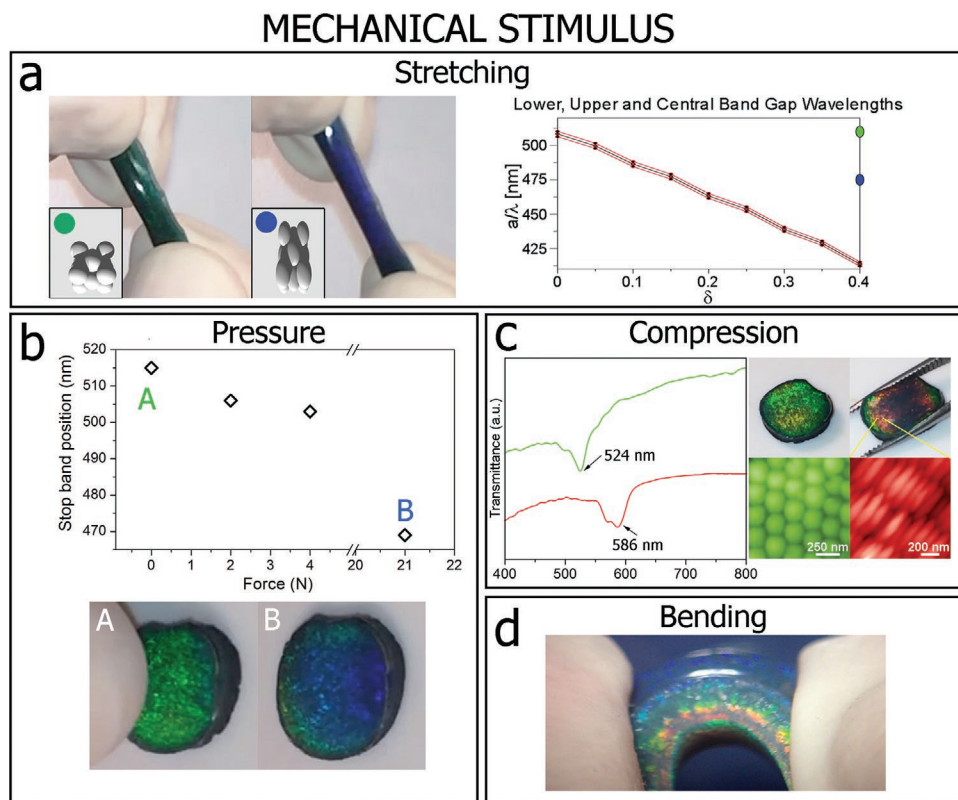 MECHANICAL STIMULUS
a
Stretching
Lower, Upper and Central Band Gap Wavelengths
a/λ [nm]
500
475
450
425
0
0.1
0.2
0.3
0.4
δ
b
Pressure
Stop band position (nm)
520
510
500
490
480
470
A
B
0 1 2 3 4 5 20 21 22
Force (N)
A
B
c
Compression
Transmittance (a.u.)
524 nm
586 nm
400 500 600 700 800
250 nm
200 nm
d
Bending